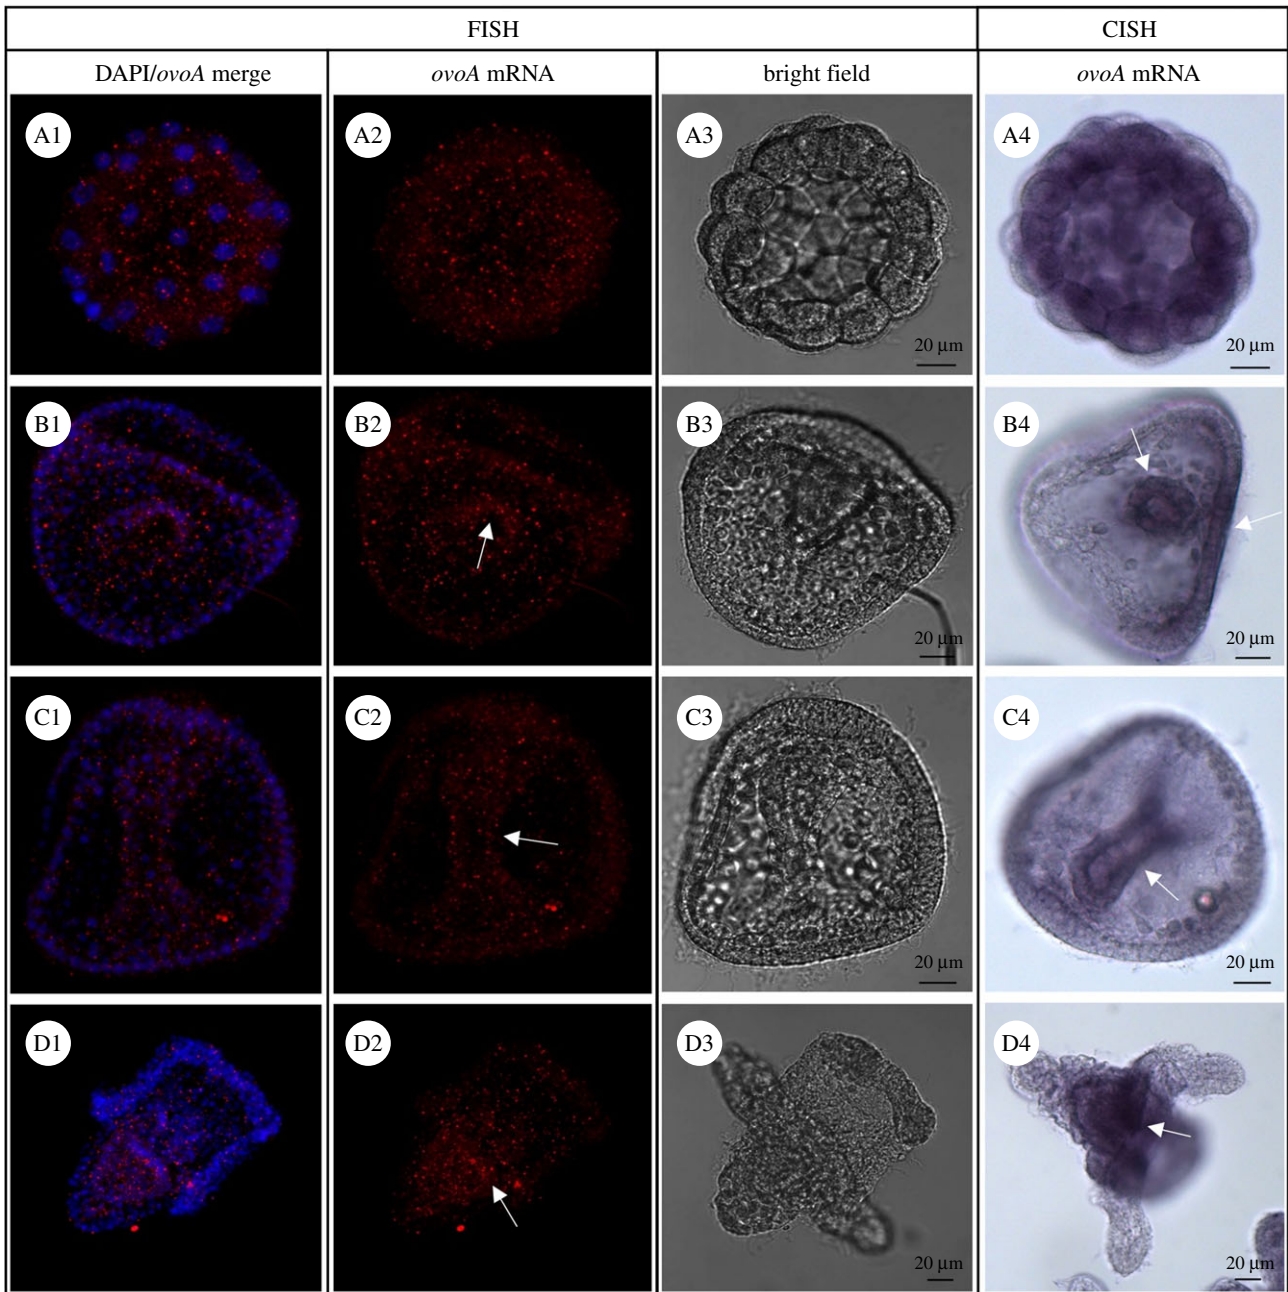 FISH CISH
DAPI/ovoA merge ovoA mRNA bright field ovoA mRNA
A1 A2 A3 A4
20 µm 20 µm
B1 B2 B3 B4
20 µm 20 µm
C1 C2 C3 C4
20 µm 20 µm
D1 D2 D3 D4
20 µm 20 µm